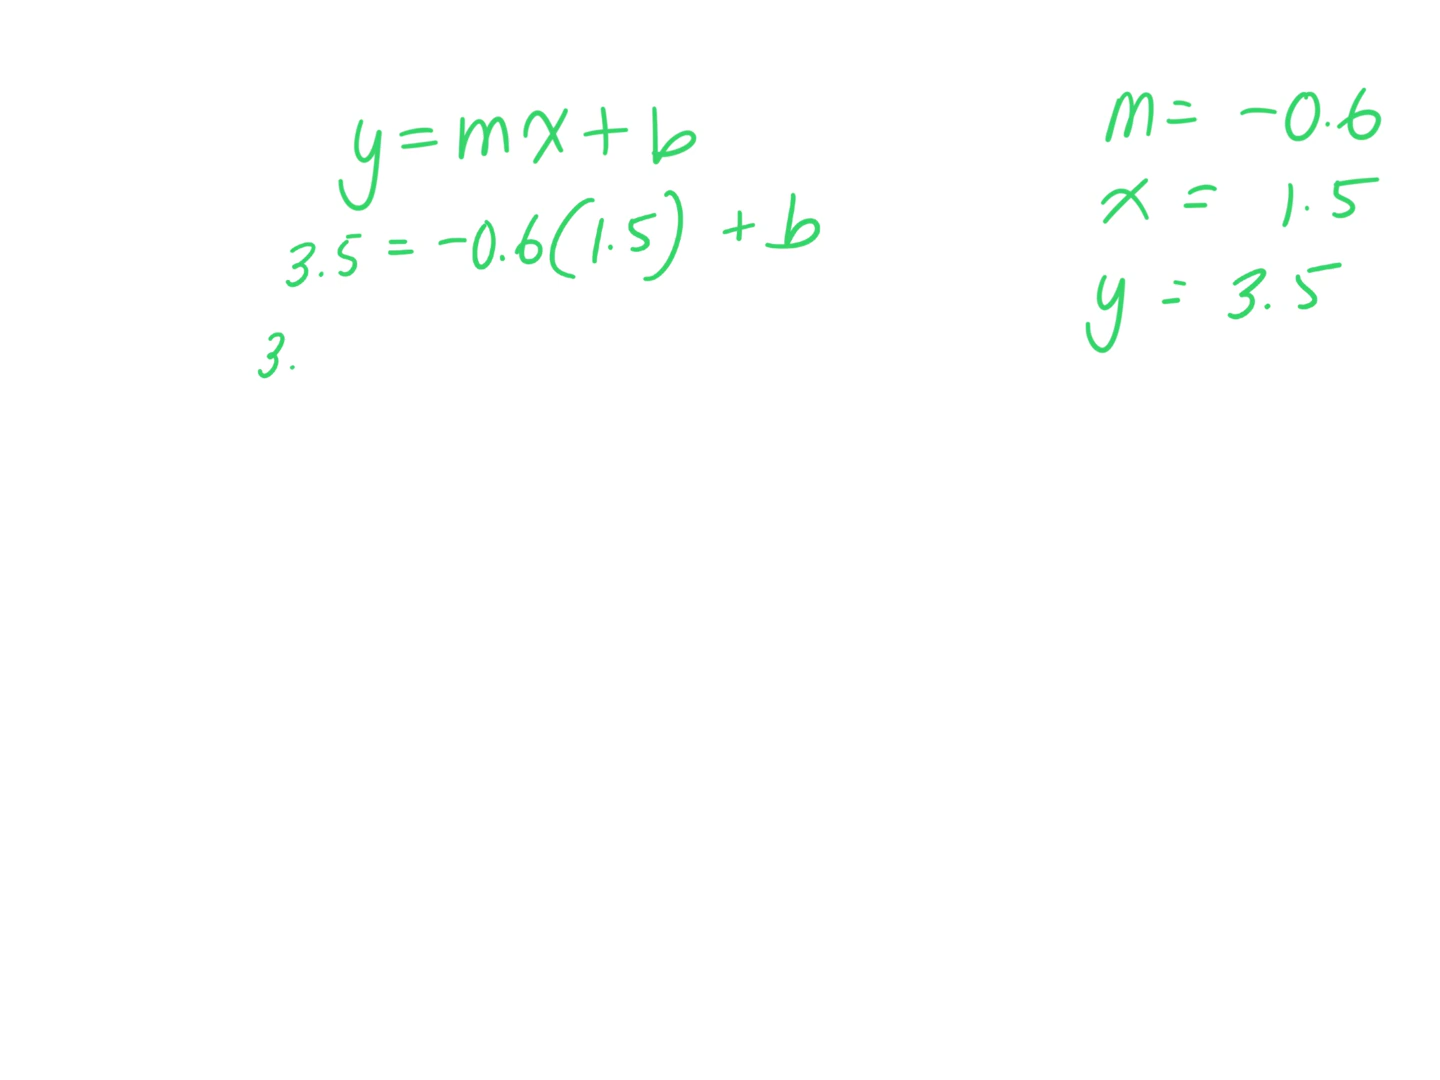 y = mx + b
3.5 = -0.6(1.5) + b
3.
m = -0.6
x = 1.5
y = 3.5